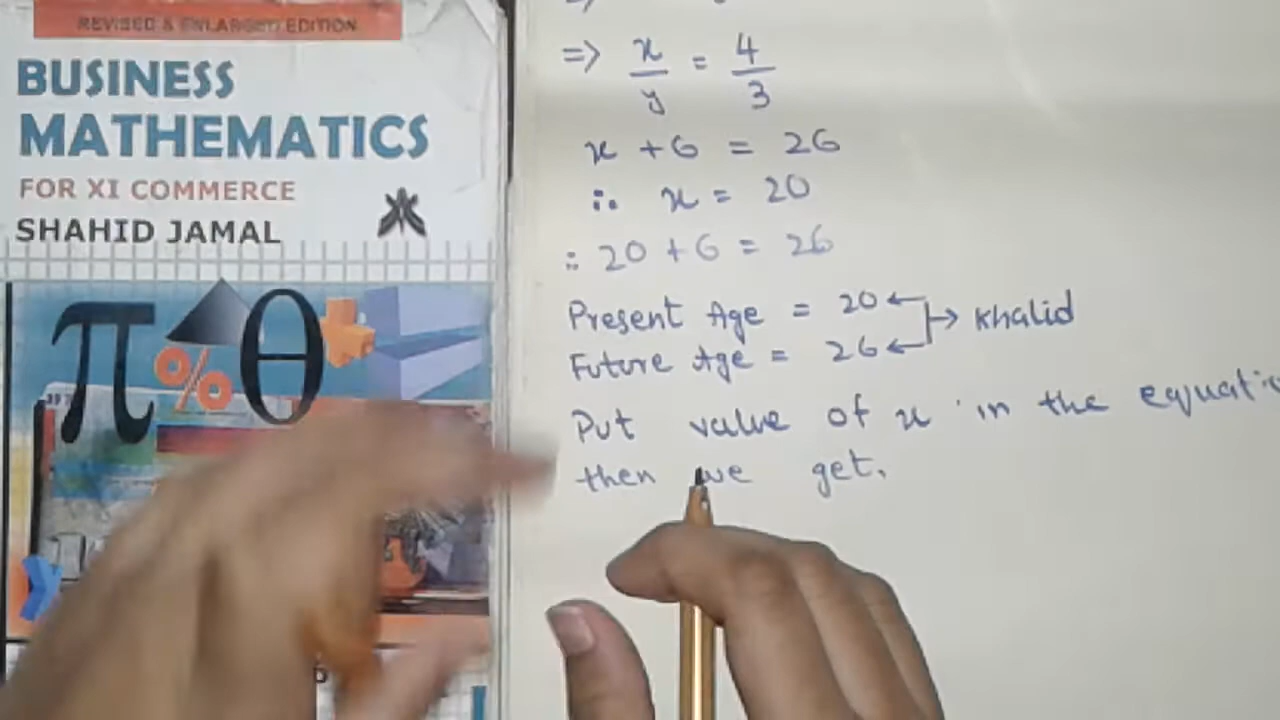 REVISED & ENLARGED EDITION
BUSINESS
MATHEMATICS
FOR XI COMMERCE
SHAHID JAMAL
π % θ
=> x/y = 4/3
x + 6 = 26
∴ x = 20
: 20 + 6 = 26
Present Age = 20
Future Age = 26
Khalid
Put value of x in the
then we get,